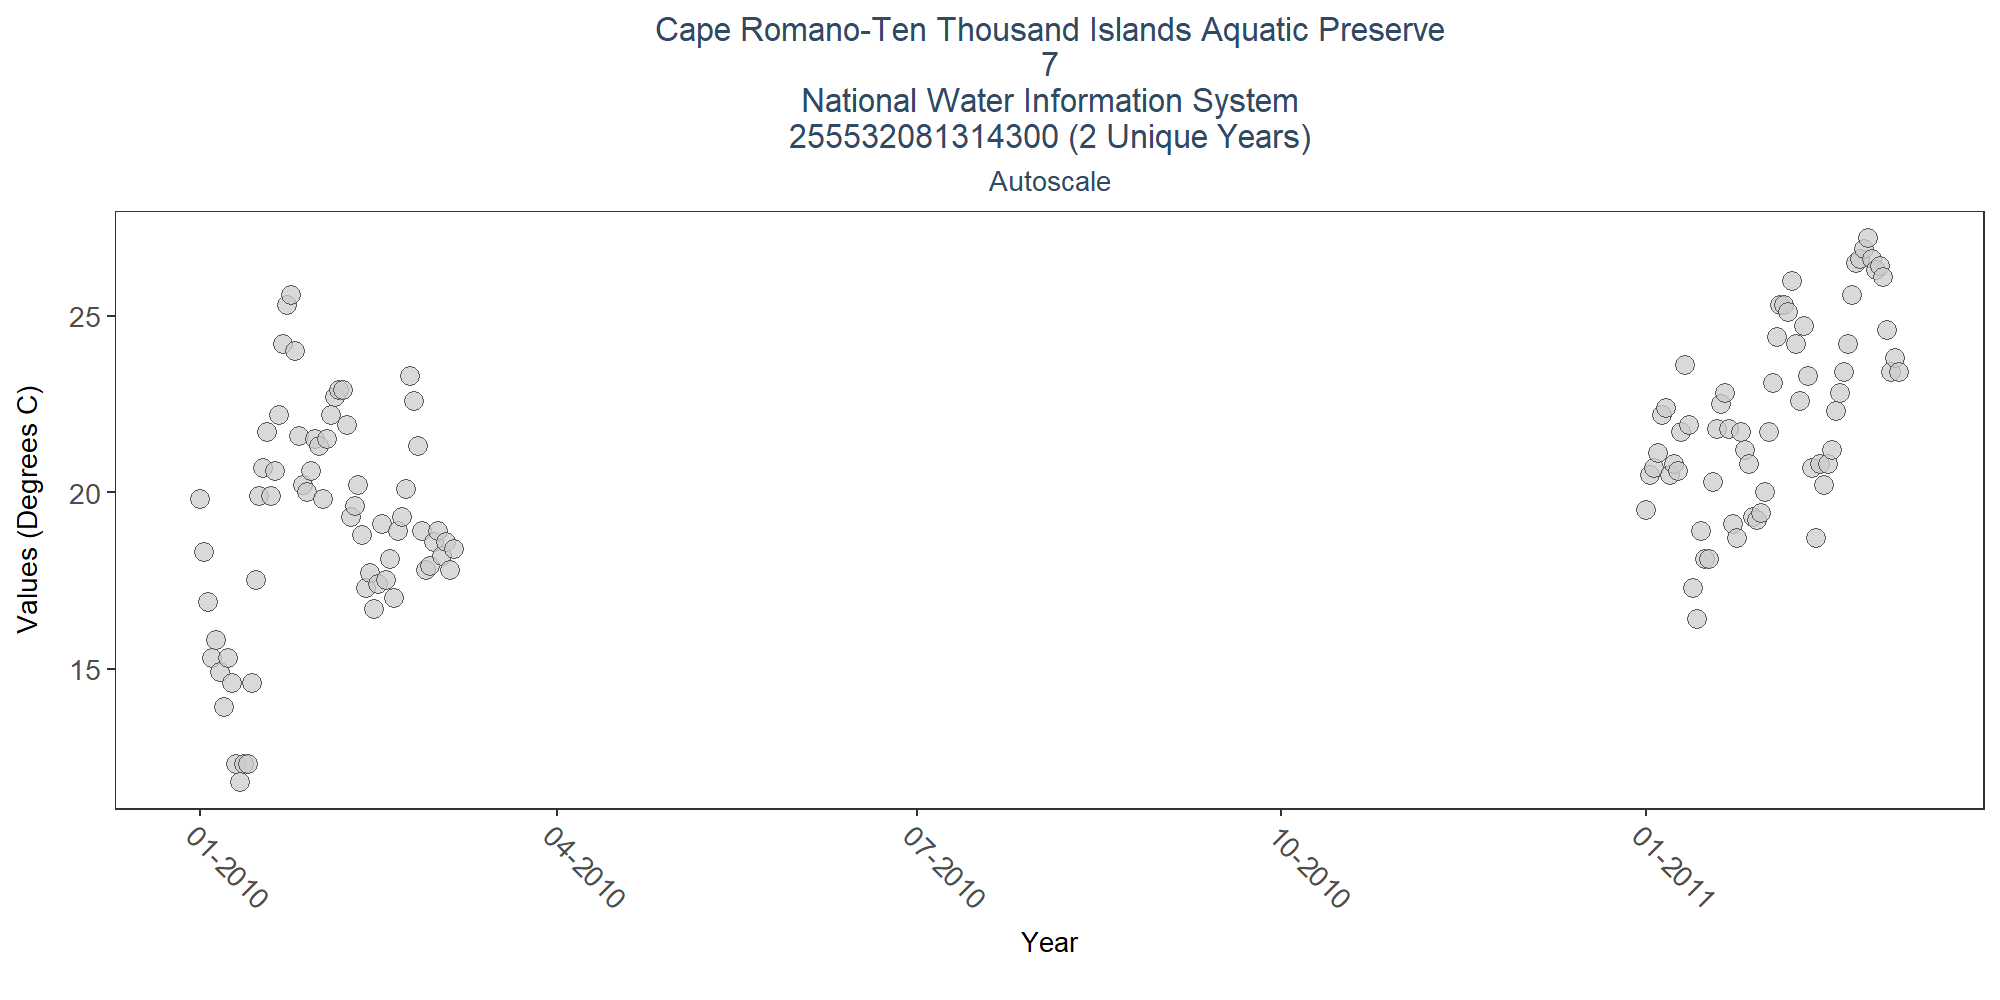 Cape Romano-Ten Thousand Islands Aquatic Preserve
7
National Water Information System
255532081314300 (2 Unique Years)
Autoscale
Values (Degrees C)
25
20
15
01-2010
04-2010
07-2010
10-2010
01-2011
Year